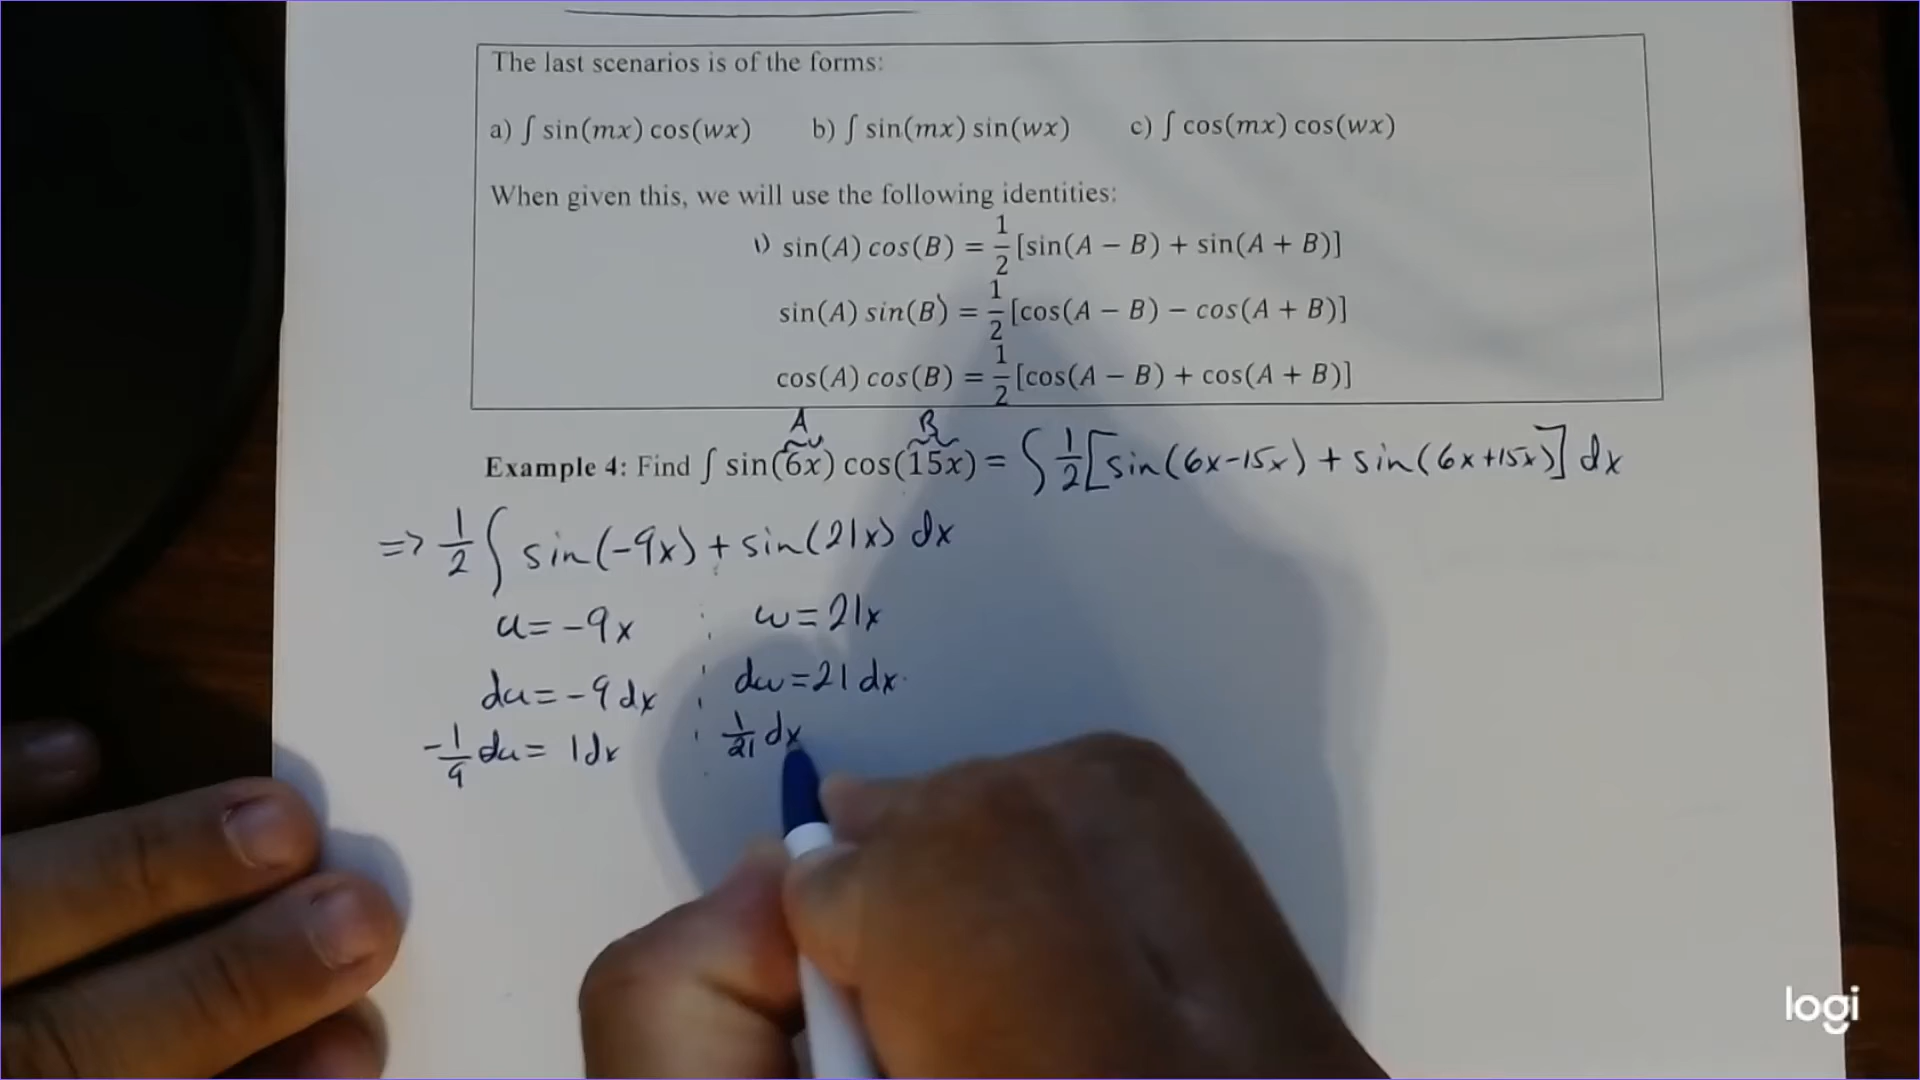 The last scenarios is of the forms:
a) ∫ sin(mx) cos(wx) b) ∫ sin(mx) sin(wx) c) ∫ cos(mx) cos(wx)
When given this, we will use the following identities:
1) sin(A) cos(B) = 1/2 [sin(A − B) + sin(A + B)]
sin(A) sin(B) = 1/2 [cos(A − B) − cos(A + B)]
cos(A) cos(B) = 1/2 [cos(A − B) + cos(A + B)]
A B
Example 4: Find ∫ sin(6x) cos(15x) = ∫ 1/2 [sin(6x-15x) + sin(6x+15x)] dx
=> 1/2 ∫ sin(-9x) + sin(21x) dx
u = -9x w = 21x
du = -9 dx dw = 21 dx
-1/9 du = 1dx 1/21 dx
logi